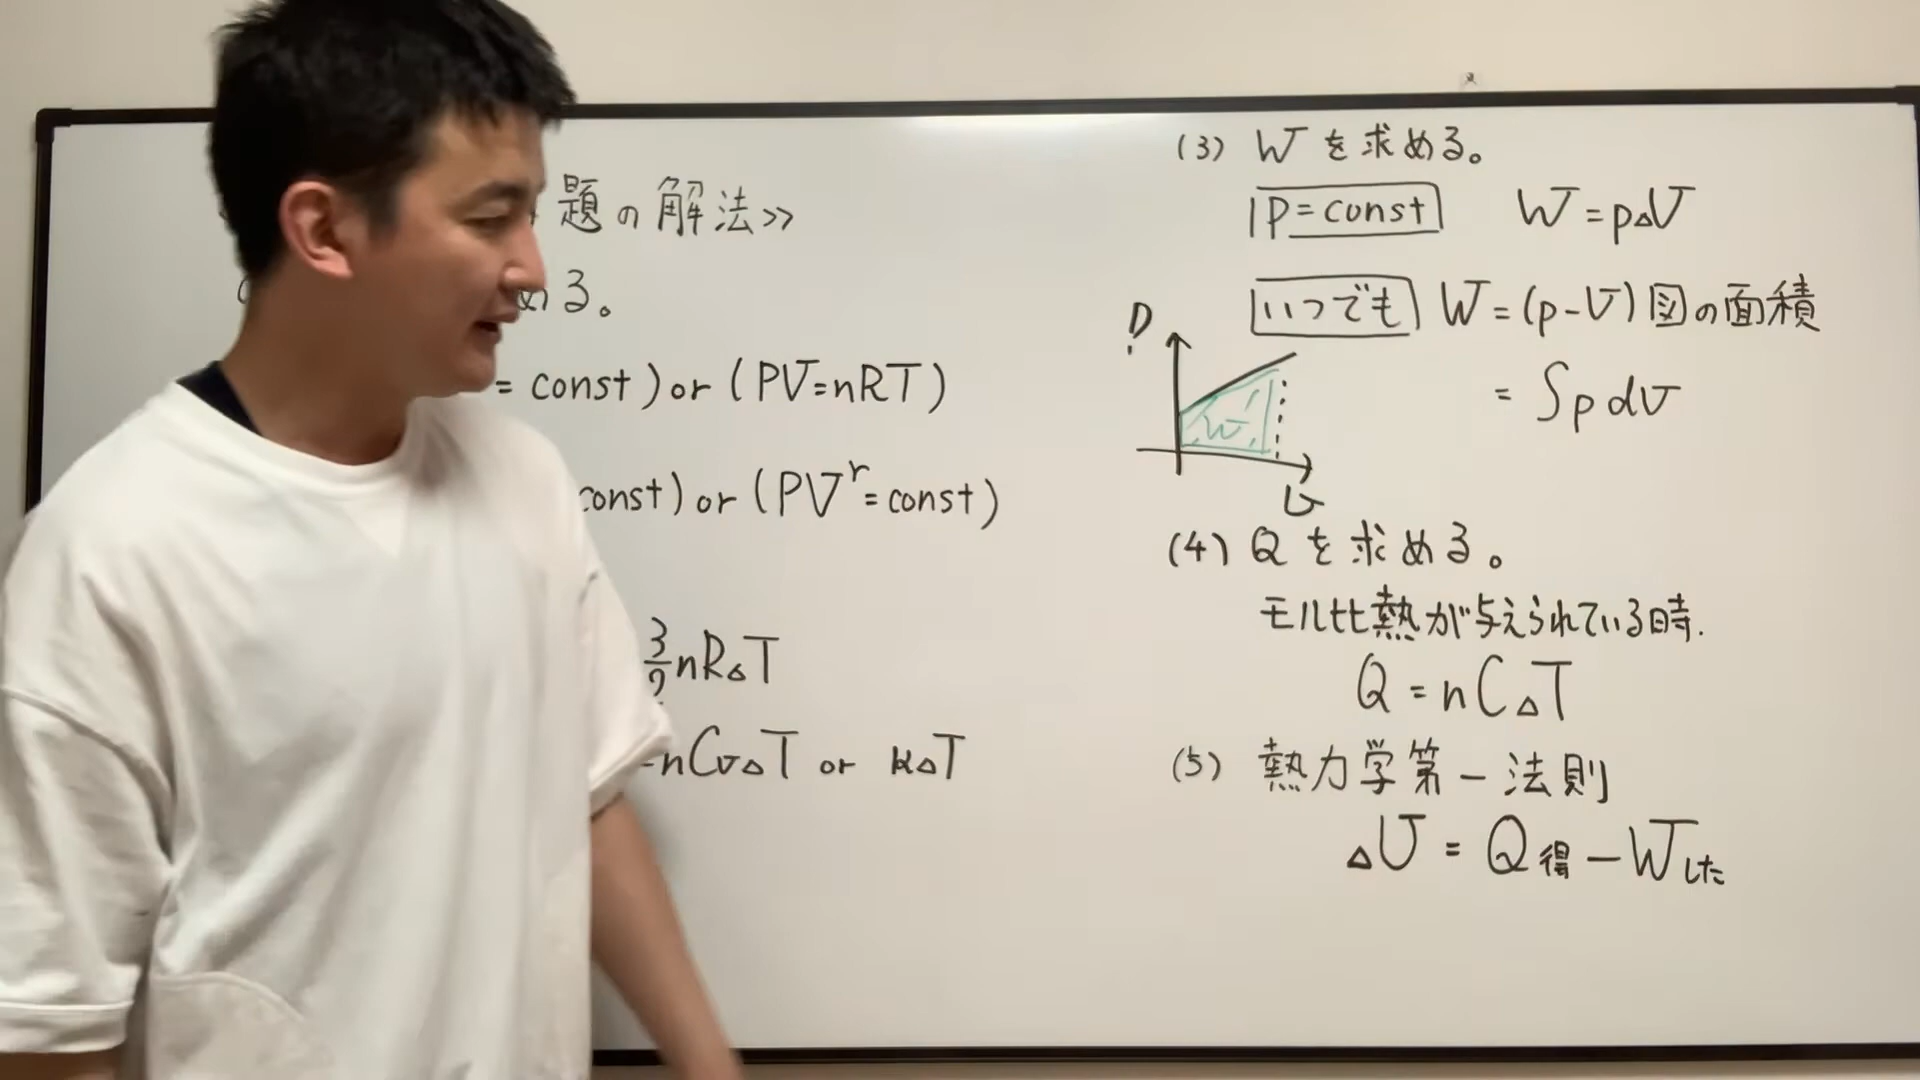 題の解法>>
める。
= const) or (PV=nRT)
const) or (PV^r=const)
3/2 nRΔT
=nCvΔT or KΔT
(3) Wを求める。
P=const W=pΔV
いつでも W=(p-V)図の面積
=∫pdV
P
W
V
(4) Qを求める。
モル比熱が与えられている時.
Q=nCΔT
(5) 熱力学第一法則
ΔU=Q得-Wした